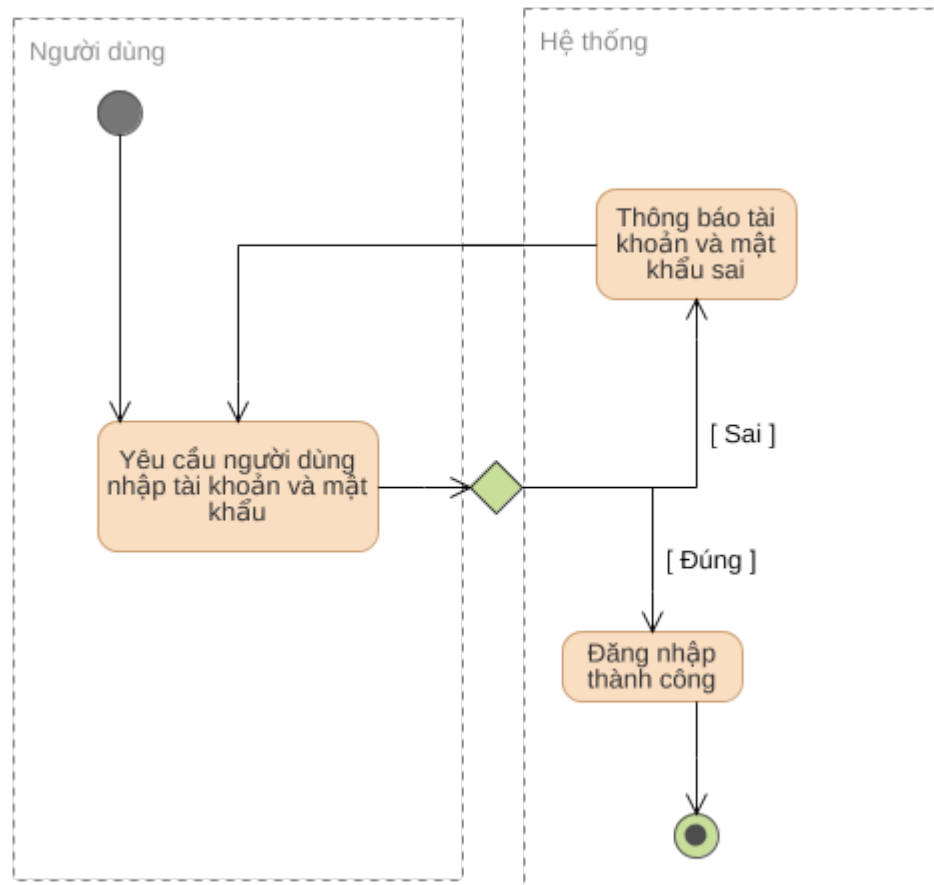 Người dùng
Hệ thống
Thông báo tài
khoản và mật
khẩu sai
[ Sai ]
Yêu cầu người dùng
nhập tài khoản và mật
khẩu
[ Đúng ]
Đăng nhập
thành công